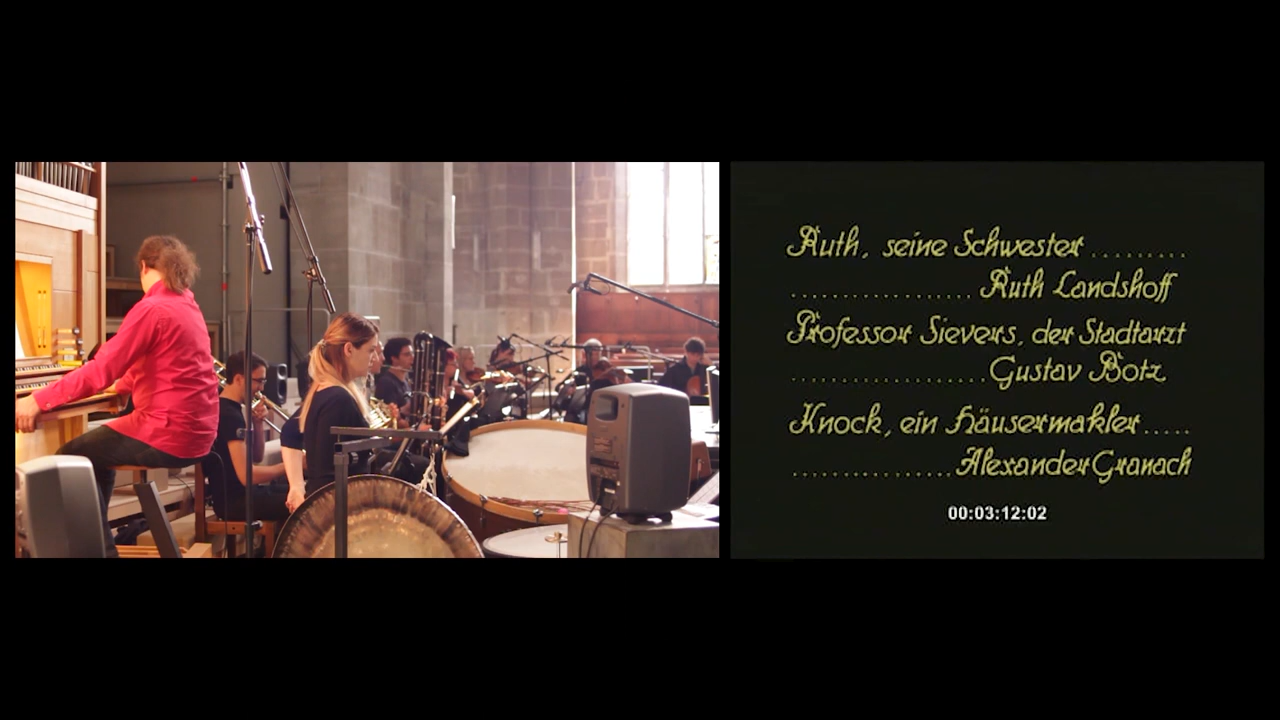 Ruth, seine Schwester ..........
................... Ruth Landshoff
Professor Sievers, der Stadtarzt
.................... Gustav Botz
Knock, ein Häusermakler .....
................ Alexander Granach
00:03:12:02